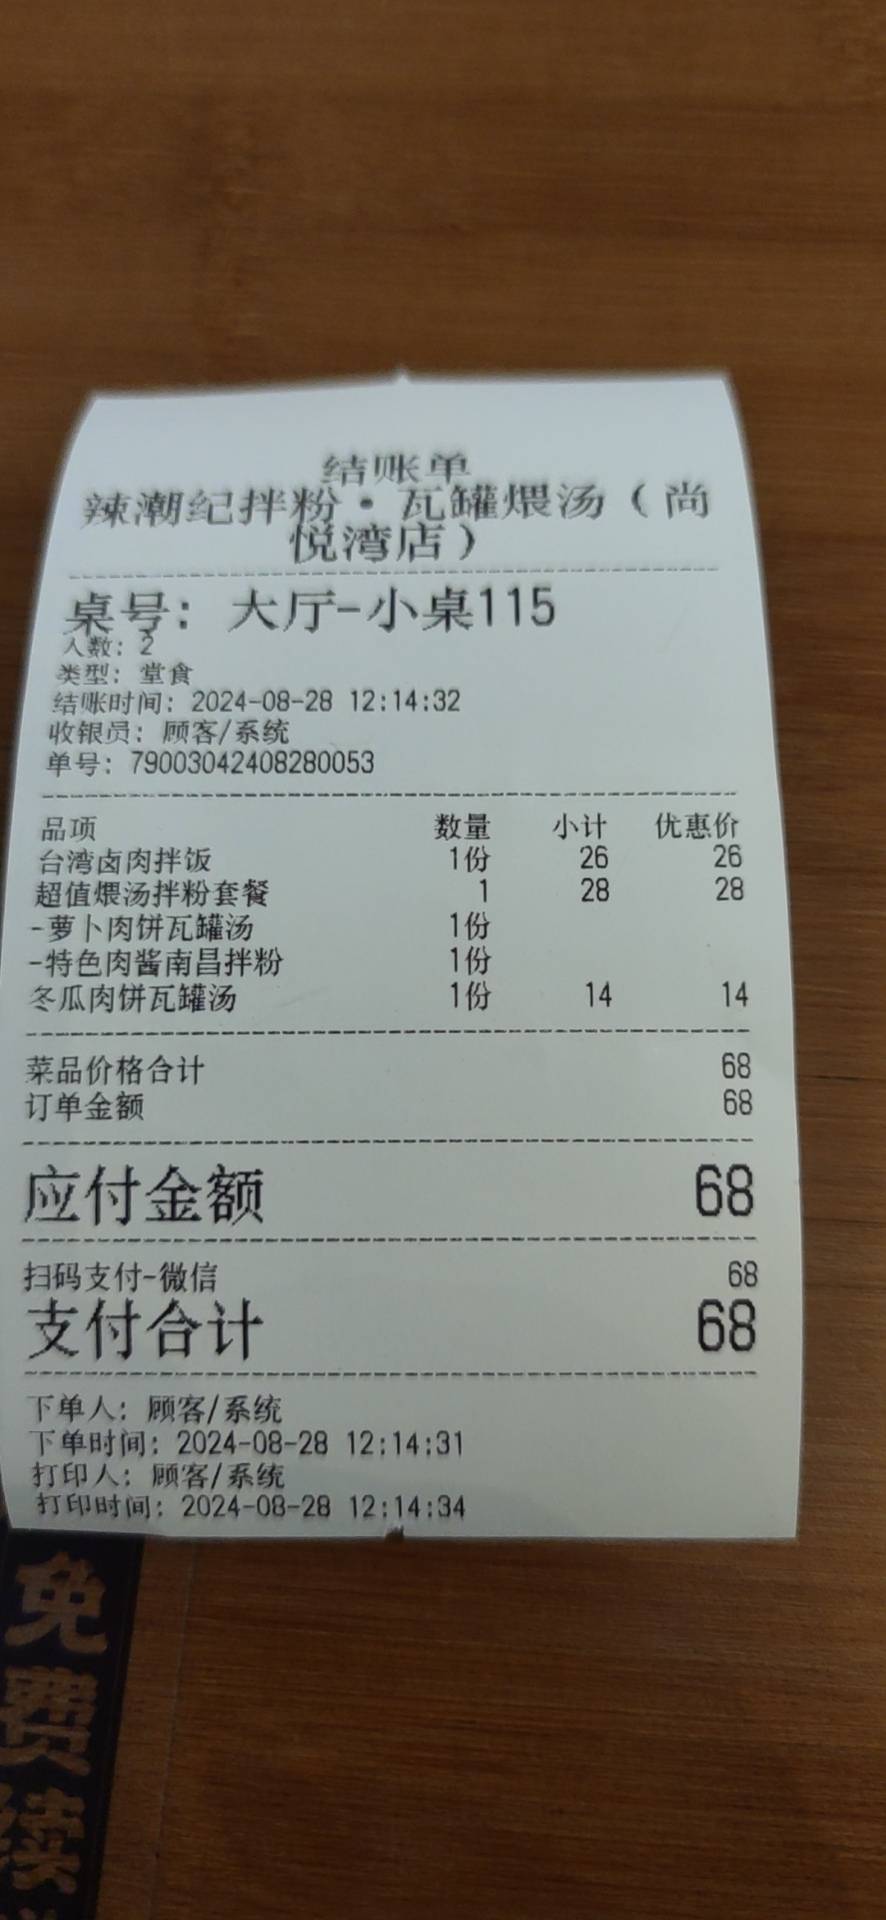 结账单
辣潮纪拌粉·瓦罐煨汤（尚
悦湾店）
桌号：大厅-小桌115
人数：2
类型：堂食
结账时间：2024-08-28 12:14:32
收银员：顾客/系统
单号：79003042408280053
品项 数量 小计 优惠价
台湾卤肉拌饭 1份 26 26
超值煨汤拌粉套餐 1 28 28
-萝卜肉饼瓦罐汤 1份
-特色肉酱南昌拌粉 1份
冬瓜肉饼瓦罐汤 1份 14 14
菜品价格合计 68
订单金额 68
应付金额 68
扫码支付-微信 68
支付合计 68
下单人：顾客/系统
下单时间：2024-08-28 12:14:31
打印人：顾客/系统
打印时间：2024-08-28 12:14:34
免费续